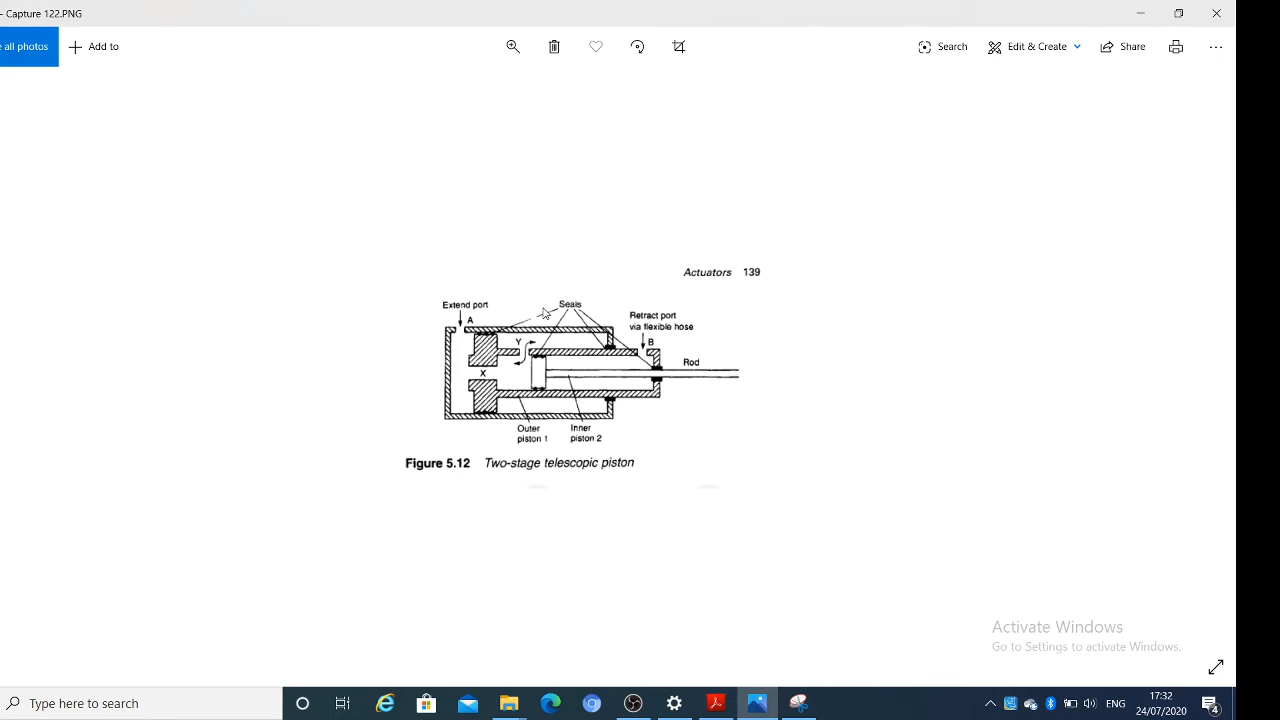 - Capture 122.PNG
e all photos
Add to
Search
Edit & Create
Share
Actuators 139
Extend port
A
Seals
Retract port
via flexible hose
B
Y
Rod
X
Outer
piston 1
Inner
piston 2
Figure 5.12 Two-stage telescopic piston
Activate Windows
Go to Settings to activate Windows.
Type here to search
ENG
17:32
24/07/2020
4